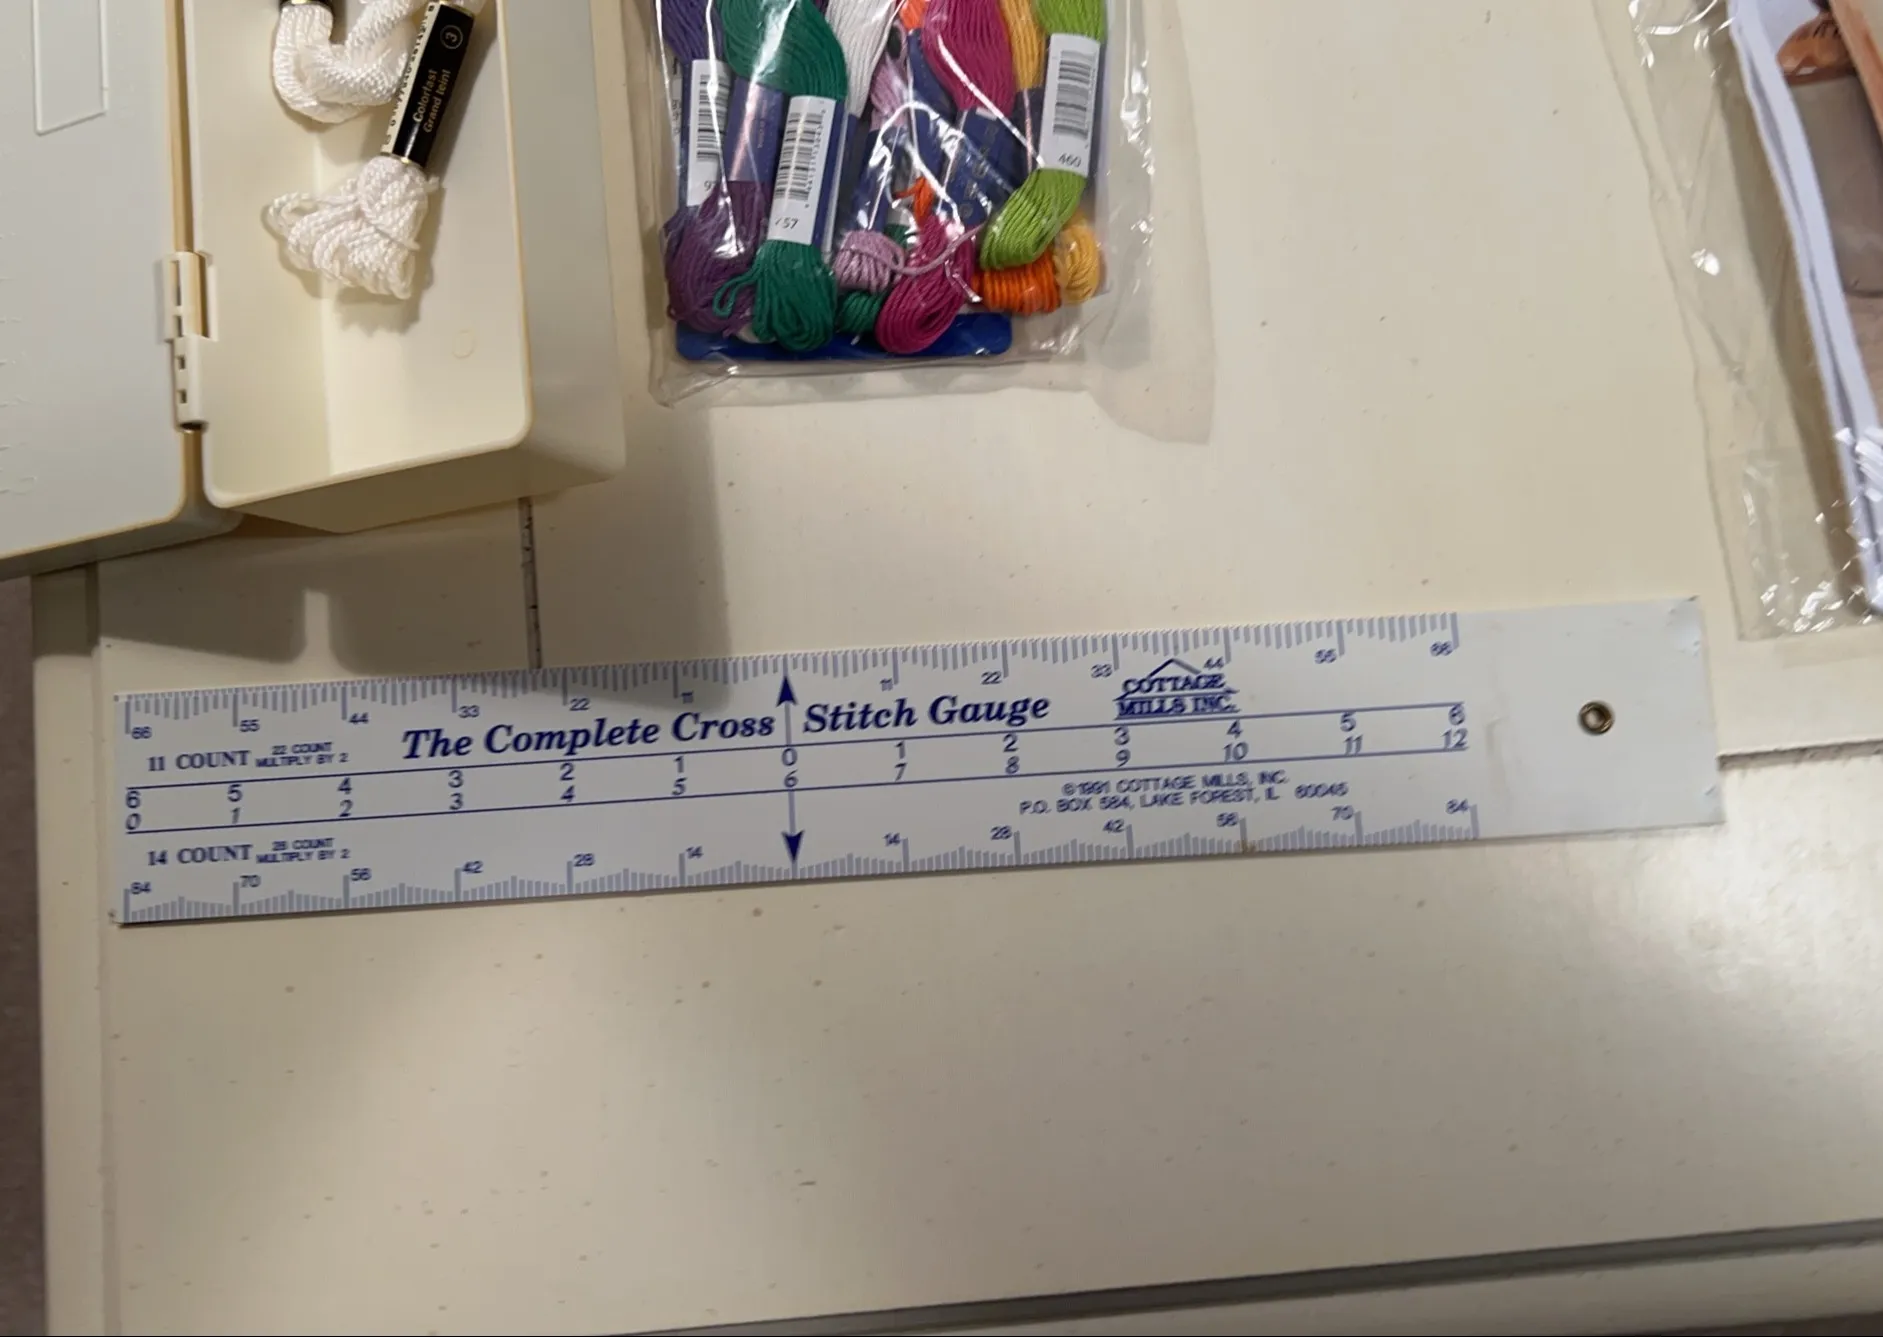 3
Colorfast
Grand teint
460
57
66 55 44 33 22 11 11 22 33 44 55 66
COTTAGE
MILLS INC.
The Complete Cross Stitch Gauge
11 COUNT 22 COUNT
MULTIPLY BY 2
6 5 4 3 2 1 0 1 2 3 4 5 6
0 1 2 3 4 5 6 7 8 9 10 11 12
©1991 COTTAGE MILLS, INC.
P.O. BOX 584, LAKE FOREST, IL 60045
14 COUNT 28 COUNT
MULTIPLY BY 2
84 70 56 42 28 14 14 28 42 56 70 84